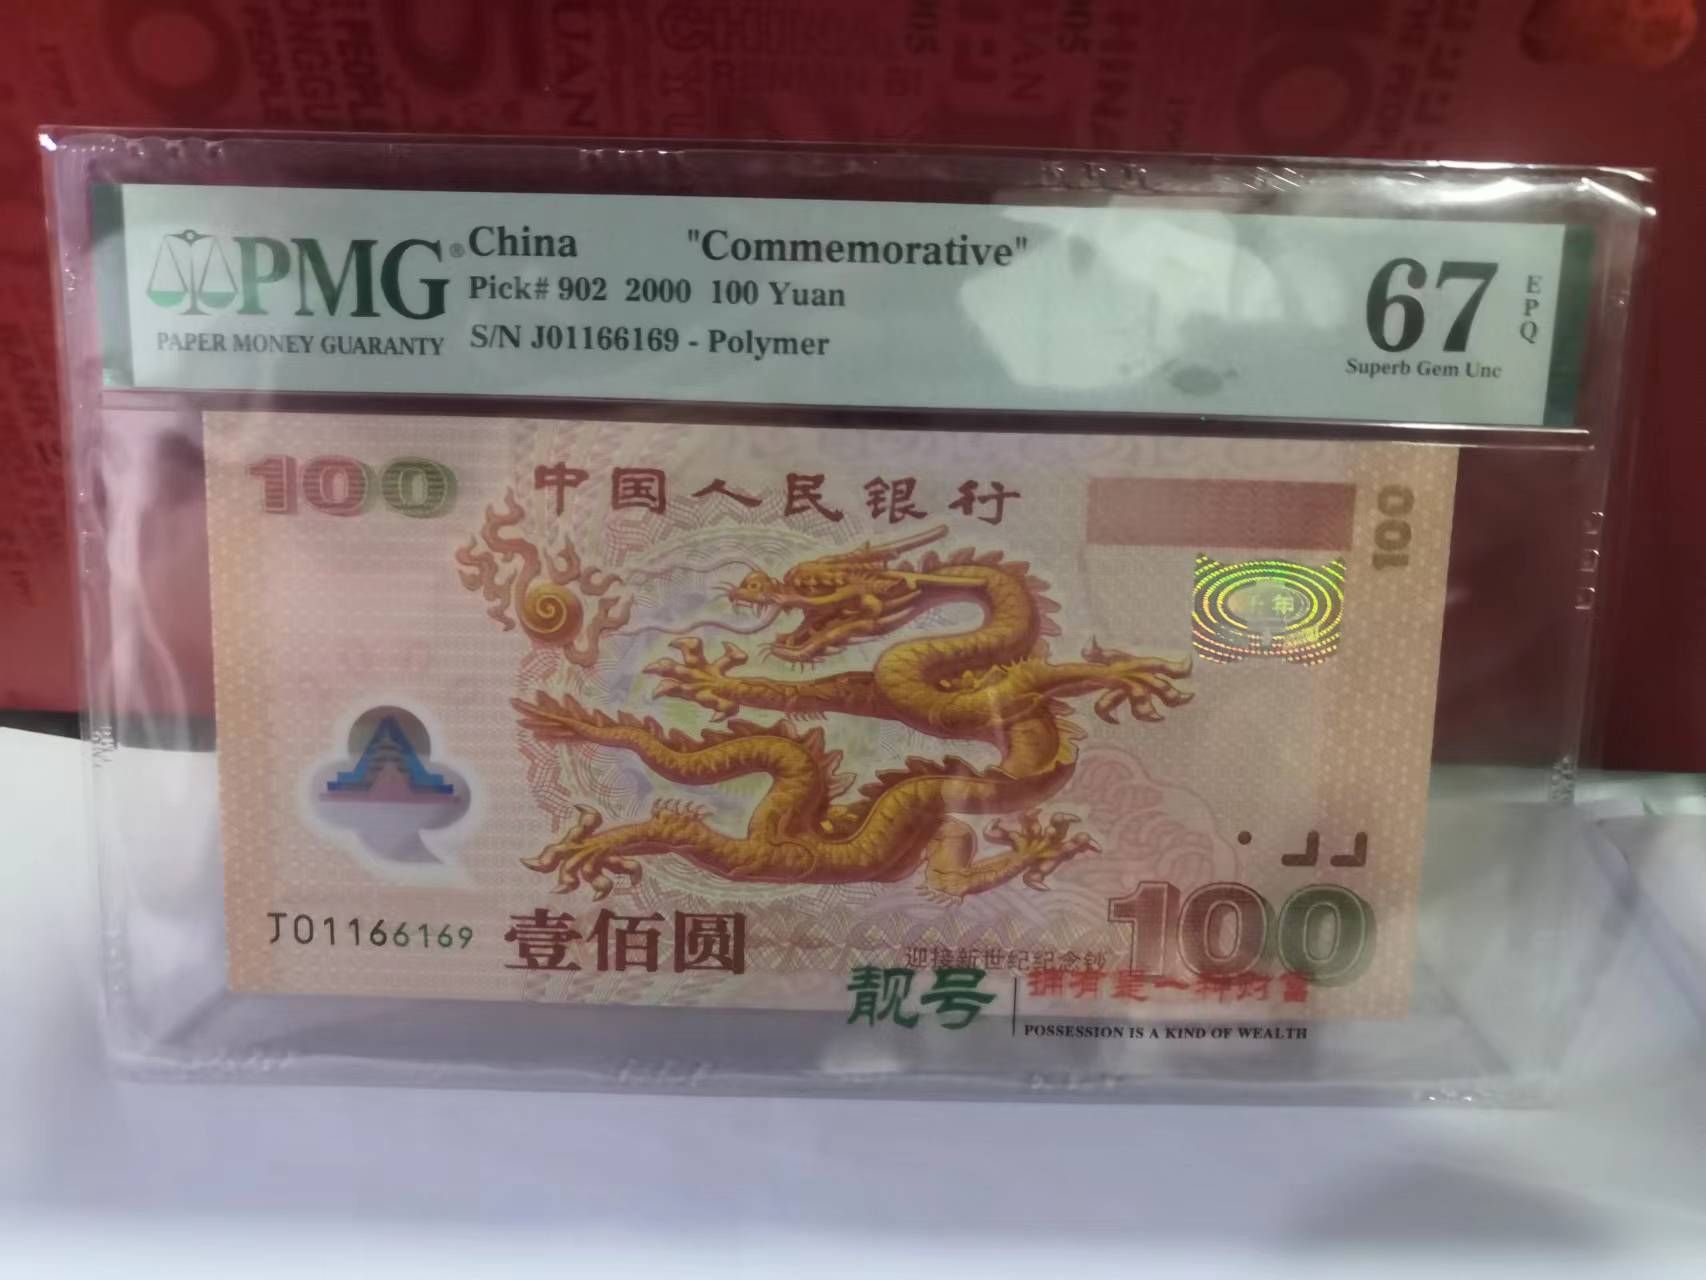 PMG® China "Commemorative"
Pick# 902 2000 100 Yuan
PAPER MONEY GUARANTY S/N J01166169 - Polymer
67 EPQ
Superb Gem Unc
100 中国人民银行
100
千年
J01166169 壹佰圆
100
迎接新世纪纪念钞
靓号 拥有是一种财富
POSSESSION IS A KIND OF WEALTH